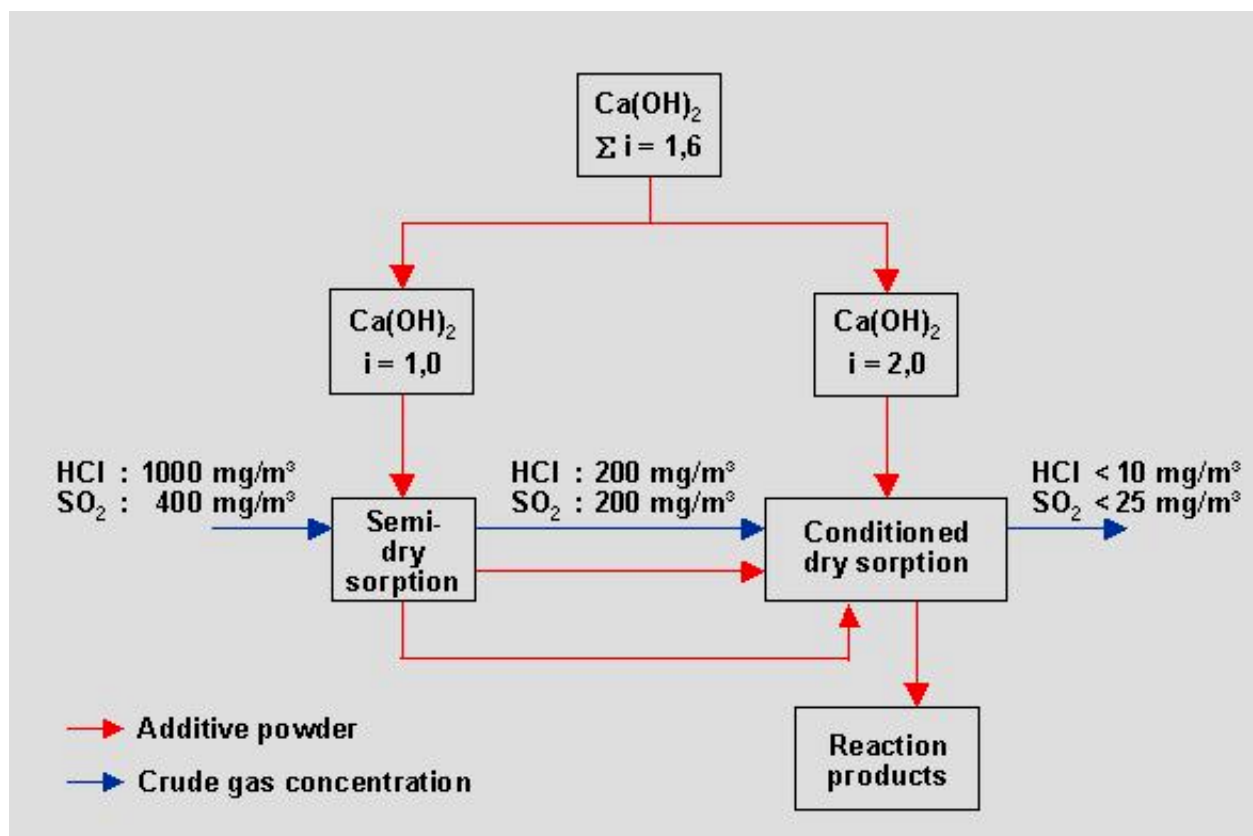 Ca(OH)₂
Σ i = 1,6
Ca(OH)₂
i = 1,0
Ca(OH)₂
i = 2,0
HCl : 1000 mg/m³
SO₂ : 400 mg/m³
HCl : 200 mg/m³
SO₂ : 200 mg/m³
HCl < 10 mg/m³
SO₂ < 25 mg/m³
Semi-
dry
sorption
Conditioned
dry sorption
Additive powder
Crude gas concentration
Reaction
products